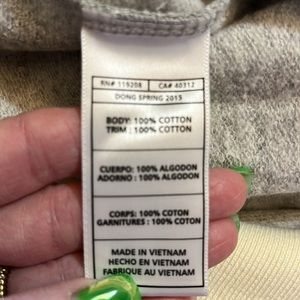 RN# 119208 CA# 40312
DONG SPRING 2015
BODY: 100% COTTON
TRIM : 100% COTTON
CUERPO: 100% ALGODON
ADORNO : 100% ALGODON
CORPS: 100% COTON
GARNITURES : 100% COTON
MADE IN VIETNAM
HECHO EN VIETNAM
FABRIQUE AU VIETNAM